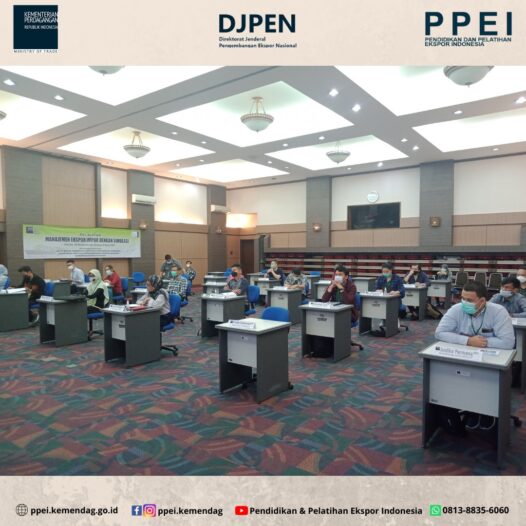 KEMENTERIAN
PERDAGANGAN
REPUBLIK INDONESIA
MINISTRY OF TRADE
DJPEN
Direktorat Jenderal
Pengembangan Ekspor Nasional
PPEI
PENDIDIKAN DAN PELATIHAN
EKSPOR INDONESIA
MANAJEMEN EKSPOR IMPOR DENGAN SIMULASI
ppei.kemendag.go.id
ppei.kemendag
Pendidikan & Pelatihan Ekspor Indonesia
0813-8835-6060